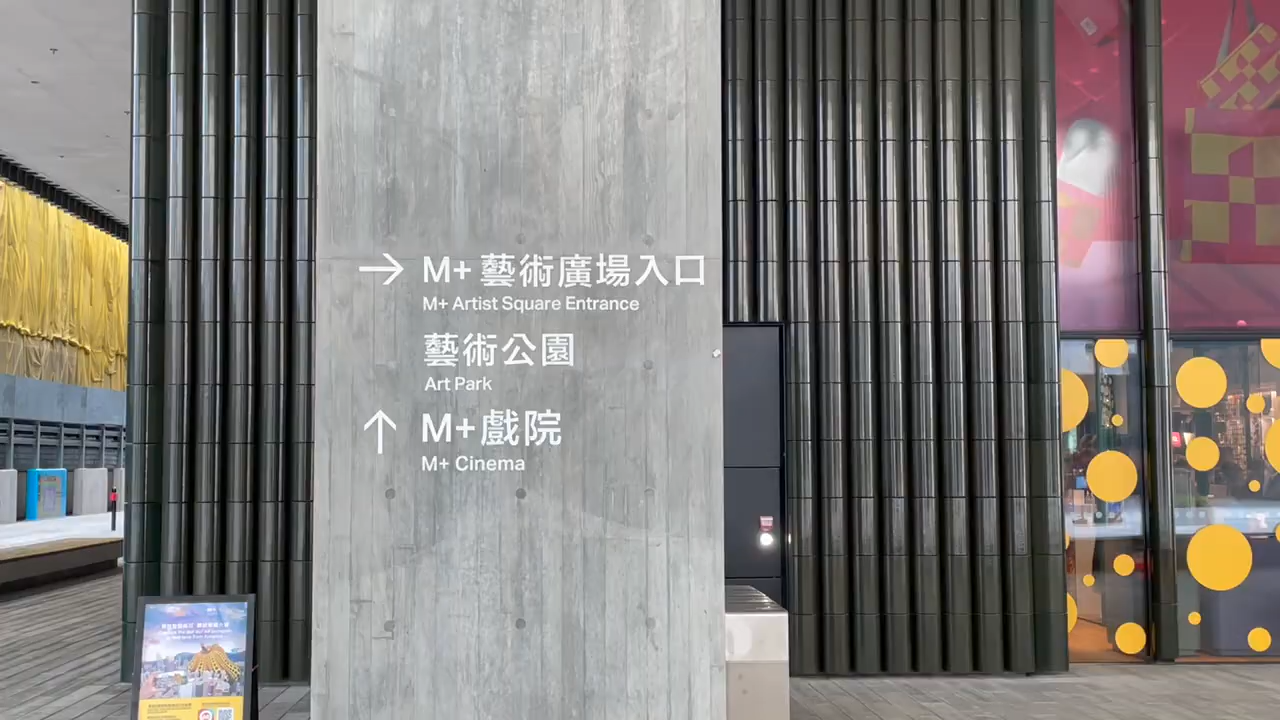 → M+ 藝術廣場入口
M+ Artist Square Entrance
藝術公園
Art Park
↑ M+戲院
M+ Cinema